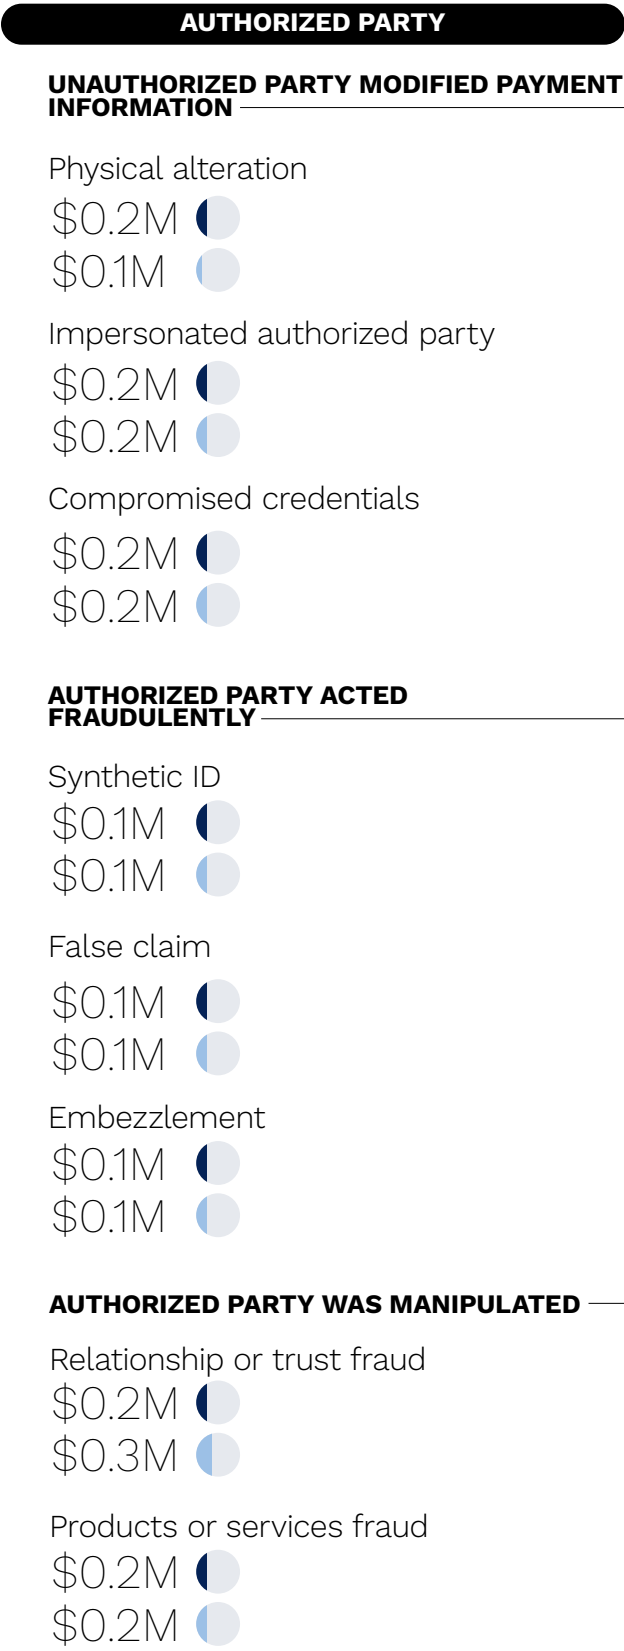 AUTHORIZED PARTY
UNAUTHORIZED PARTY MODIFIED PAYMENT
INFORMATION
Physical alteration
$0.2M
$0.1M
Impersonated authorized party
$0.2M
$0.2M
Compromised credentials
$0.2M
$0.2M
AUTHORIZED PARTY ACTED
FRAUDULENTLY
Synthetic ID
$0.1M
$0.1M
False claim
$0.1M
$0.1M
Embezzlement
$0.1M
$0.1M
AUTHORIZED PARTY WAS MANIPULATED
Relationship or trust fraud
$0.2M
$0.3M
Products or services fraud
$0.2M
$0.2M